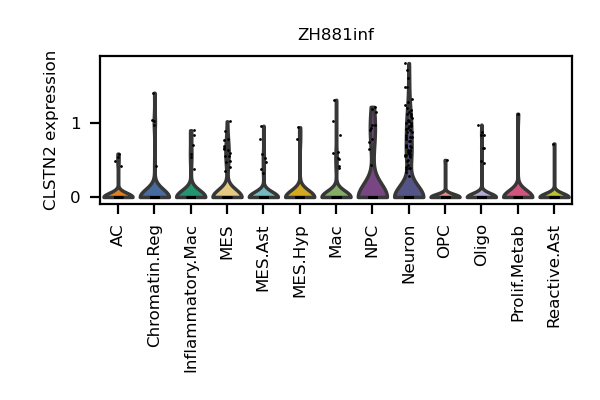 ZH881inf
CLSTN2 expression
1
0
AC
Chromatin.Reg
Inflammatory.Mac
MES
MES.Ast
MES.Hyp
Mac
NPC
Neuron
OPC
Oligo
Prolif.Metab
Reactive.Ast